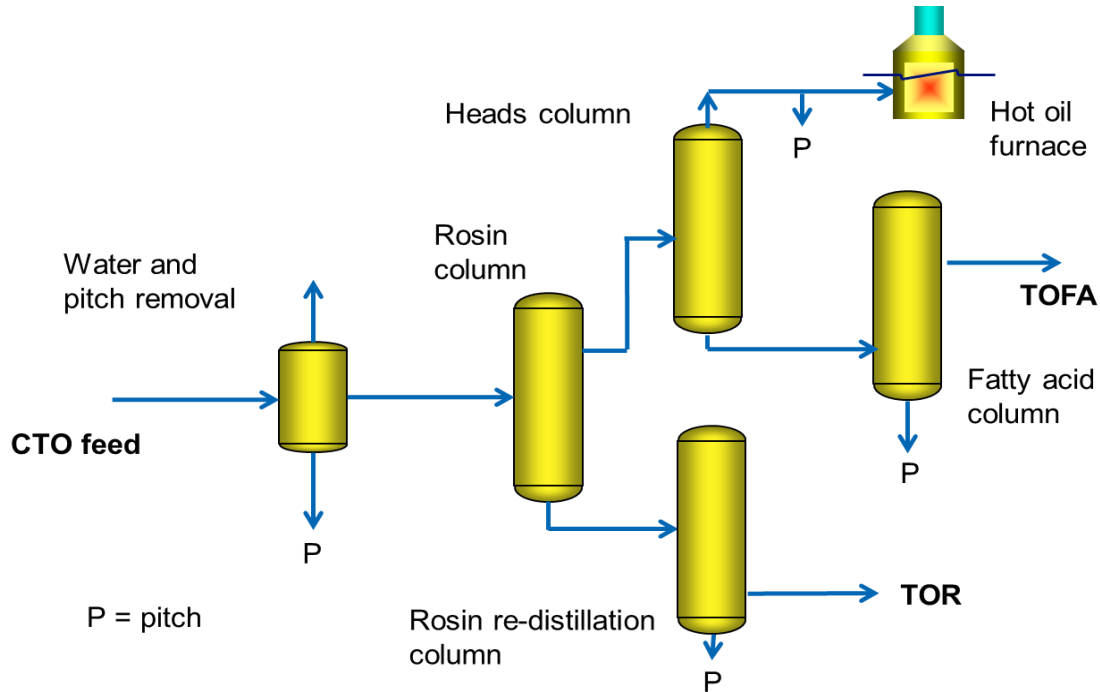 Heads column
Hot oil
furnace
P
Rosin
column
Water and
pitch removal
TOFA
Fatty acid
column
CTO feed
P
P
P = pitch
Rosin re-distillation
column
TOR
P